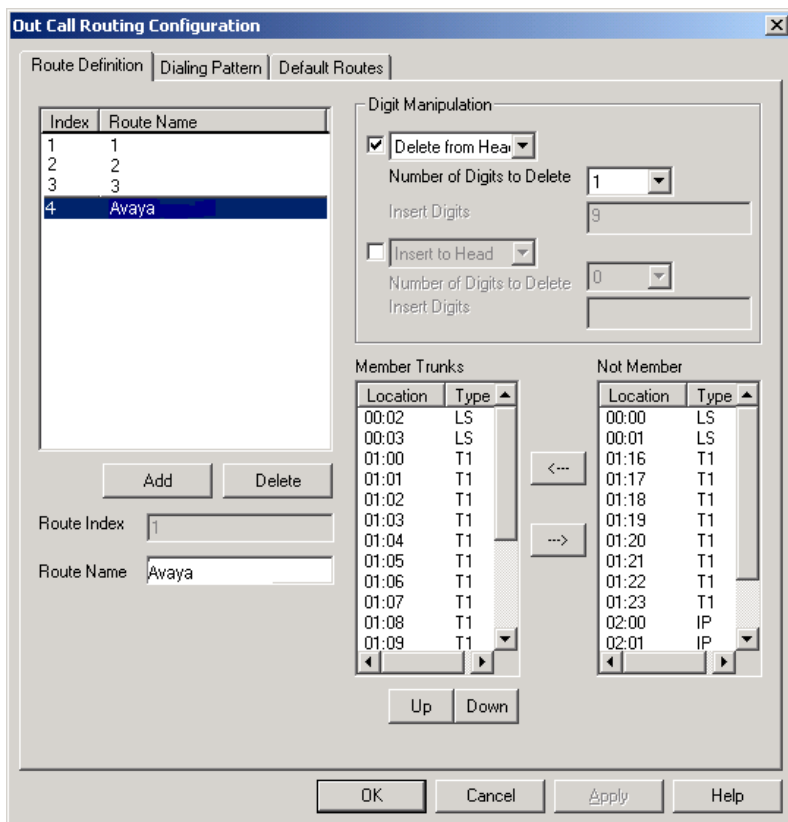 Out Call Routing Configuration
Route Definition
Dialing Pattern
Default Routes
Index Route Name
1 1
2 2
3 3
4 Avaya
Add
Delete
Route Index 1
Route Name Avaya
Digit Manipulation
Delete from Hea
Number of Digits to Delete 1
Insert Digits 9
Insert to Head
Number of Digits to Delete 0
Insert Digits
Member Trunks
Location Type
00:02 LS
00:03 LS
01:00 T1
01:01 T1
01:02 T1
01:03 T1
01:04 T1
01:05 T1
01:06 T1
01:07 T1
01:08 T1
01:09 T1
<---
--->
Not Member
Location Type
00:00 LS
00:01 LS
01:16 T1
01:17 T1
01:18 T1
01:19 T1
01:20 T1
01:21 T1
01:22 T1
01:23 T1
02:00 IP
02:01 IP
Up
Down
OK
Cancel
Apply
Help